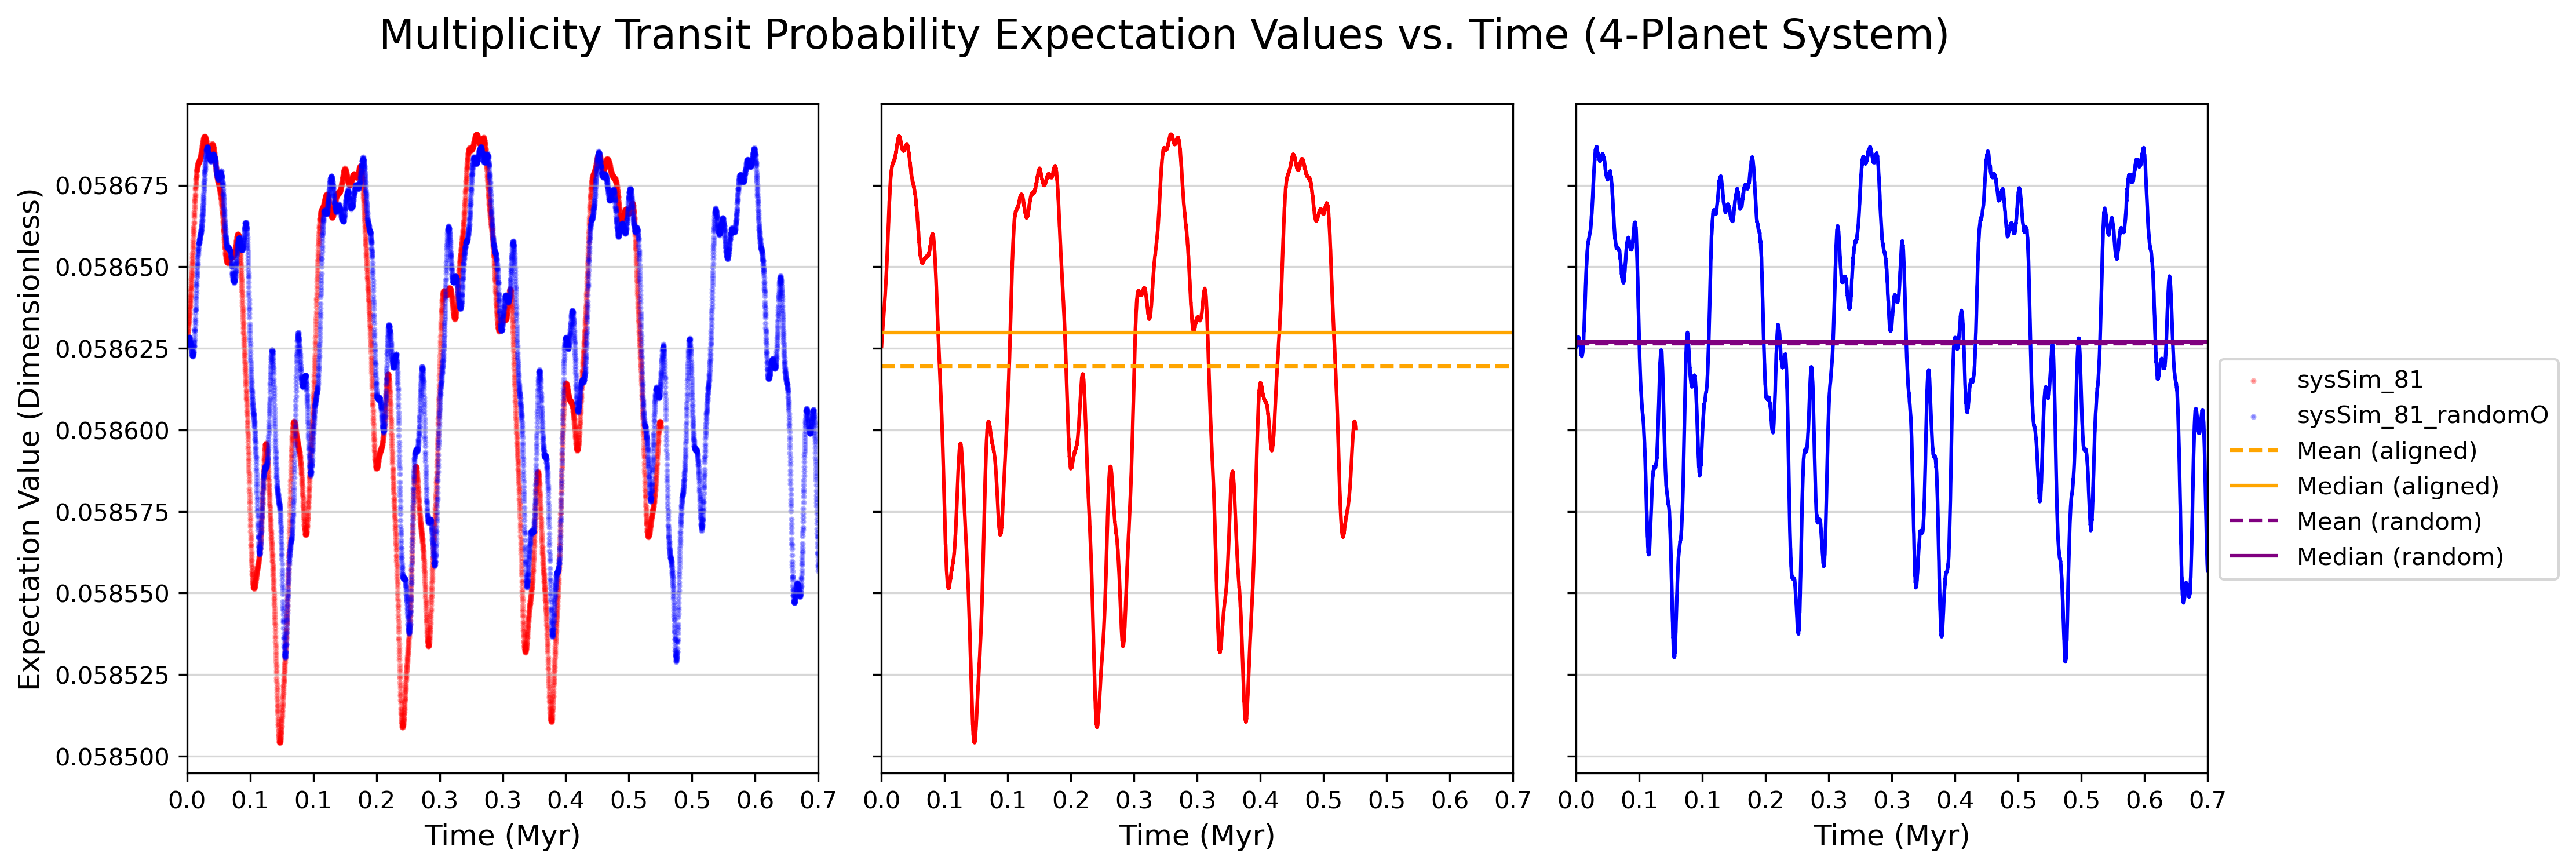 Multiplicity Transit Probability Expectation Values vs. Time (4-Planet System)
Expectation Value (Dimensionless)
0.058675
0.058650
0.058625
0.058600
0.058575
0.058550
0.058525
0.058500
0.0 0.1 0.1 0.2 0.3 0.3 0.4 0.5 0.5 0.6 0.7
Time (Myr)
0.0 0.1 0.1 0.2 0.3 0.3 0.4 0.5 0.5 0.6 0.7
Time (Myr)
0.0 0.1 0.1 0.2 0.3 0.3 0.4 0.5 0.5 0.6 0.7
Time (Myr)
sysSim_81
sysSim_81_randomO
Mean (aligned)
Median (aligned)
Mean (random)
Median (random)